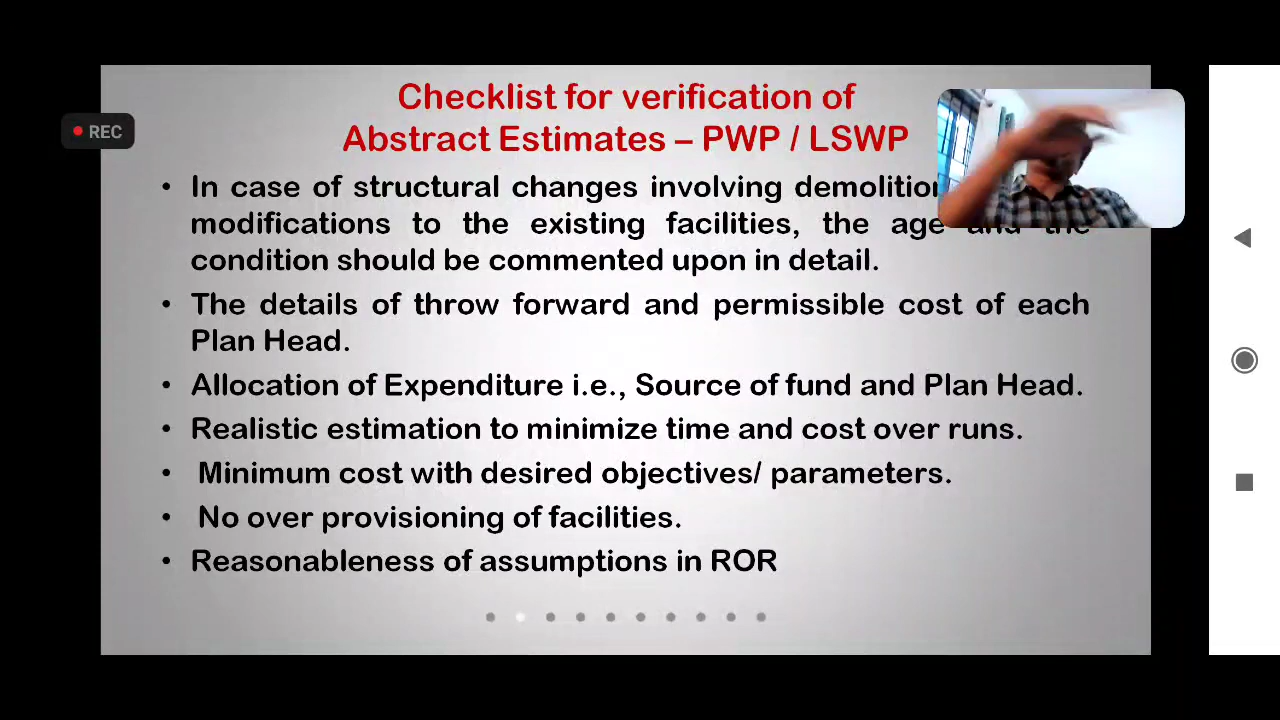 REC
Checklist for verification of
Abstract Estimates – PWP / LSWP
• In case of structural changes involving demolition
modifications to the existing facilities, the age and the
condition should be commented upon in detail.
• The details of throw forward and permissible cost of each
Plan Head.
• Allocation of Expenditure i.e., Source of fund and Plan Head.
• Realistic estimation to minimize time and cost over runs.
• Minimum cost with desired objectives/ parameters.
• No over provisioning of facilities.
• Reasonableness of assumptions in ROR